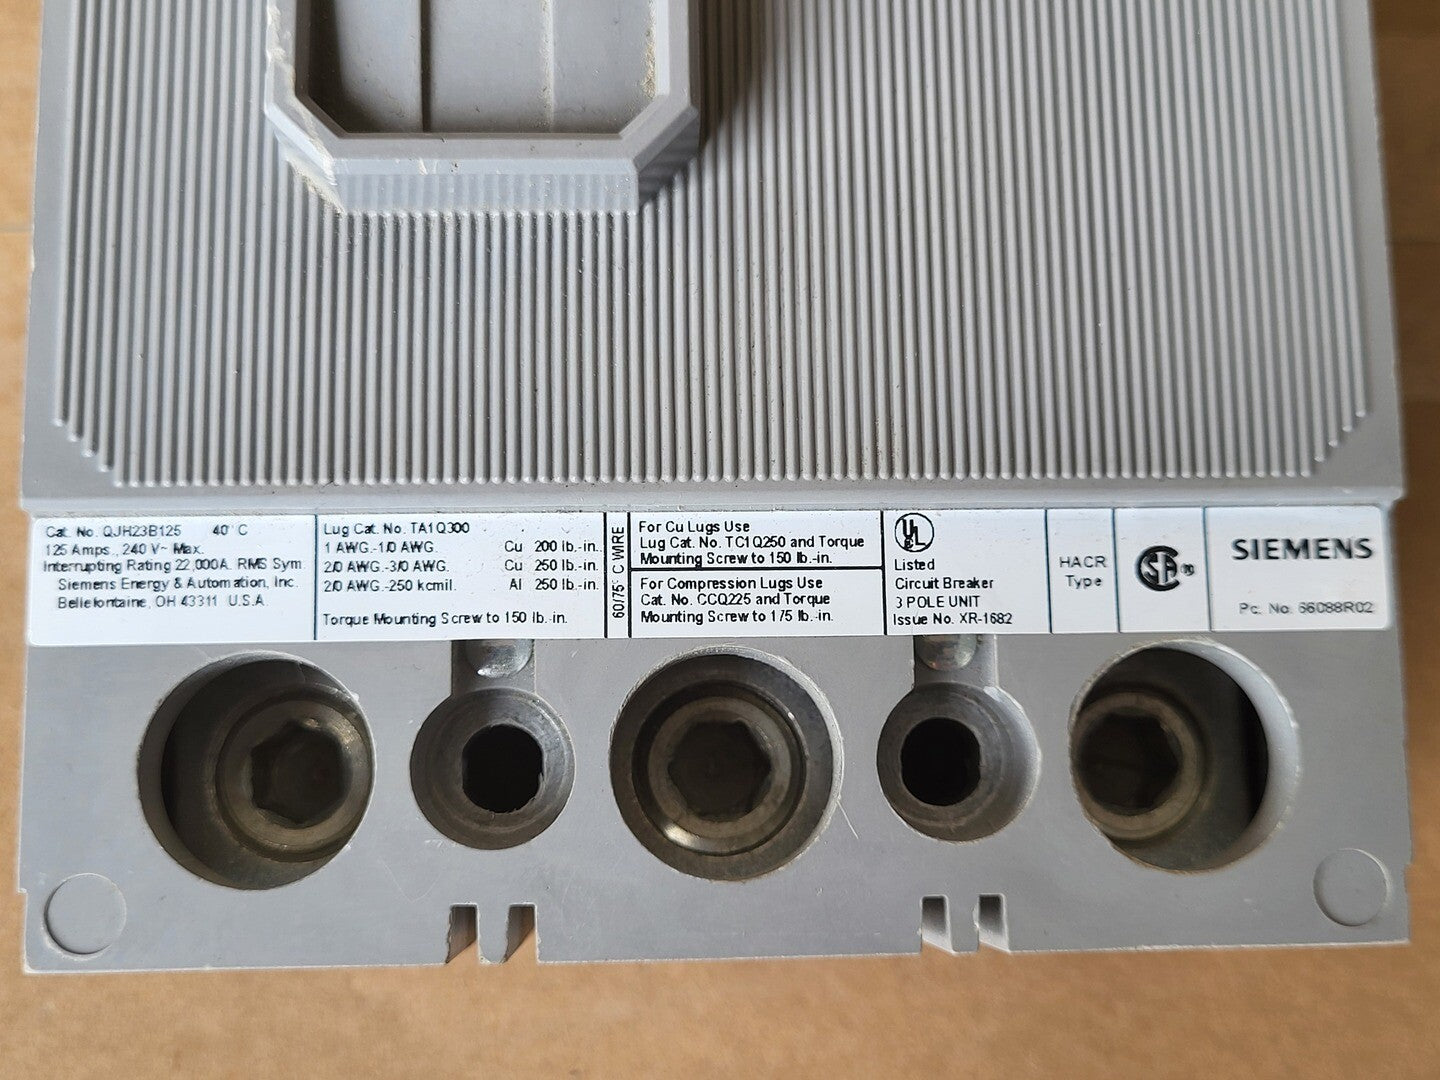 Cat. No. QJH23B125 40°C
125 Amps., 240 V~ Max.
Interrupting Rating 22,000A. RMS Sym.
Siemens Energy & Automation, Inc.
Bellefontaine, OH 43311 U.S.A.
Lug Cat. No. TA1Q300
1 AWG.-1/0 AWG. Cu 200 lb.-in.
2/0 AWG.-3/0 AWG. Cu 250 lb.-in.
2/0 AWG.-250 kcmil. Al 250 lb.-in.
Torque Mounting Screw to 150 lb.-in.
60/75° C WIRE
For Cu Lugs Use
Lug Cat. No. TC1Q250 and Torque
Mounting Screw to 150 lb.-in.
For Compression Lugs Use
Cat. No. CCQ225 and Torque
Mounting Screw to 175 lb.-in.
UL
Listed
Circuit Breaker
3 POLE UNIT
Issue No. XR-1682
HACR
Type
SA ®
SIEMENS
Pc. No. 66088R02